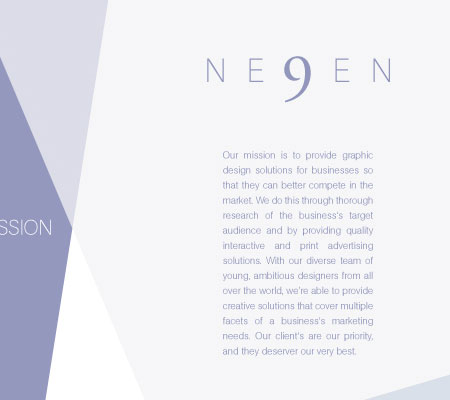 NE9EN
Our mission is to provide graphic
design solutions for businesses so
that they can better compete in the
market. We do this through thorough
research of the business's target
audience and by providing quality
interactive and print advertising
solutions. With our diverse team of
young, ambitious designers from all
over the world, we're able to provide
creative solutions that cover multiple
facets of a business's marketing
needs. Our client's are our priority,
and they deserver our very best.
SSION